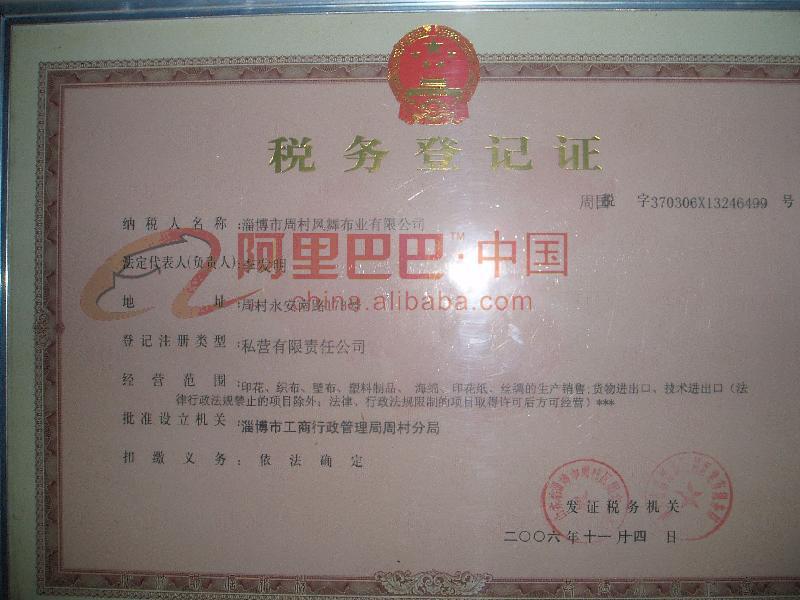 税务登记证
周国税 字370306X13246499 号
纳税人名称:淄博市周村凤舞布业有限公司
法定代表人(负责人):李发明
阿里巴巴™·中国
china.alibaba.com
地 址:周村永安南路
登记注册类型:私营有限责任公司
经营范围:印花、织布、壁布、塑料制品、海绵、印花纸、丝绸的生产销售;货物进出口、技术进出口(法
律行政法规禁止的项目除外;法律、行政法规限制的项目取得许可后方可经营)***
批准设立机关:淄博市工商行政管理局周村分局
扣缴义务:依法确定
发证税务机关
二〇〇六年十一月十四日